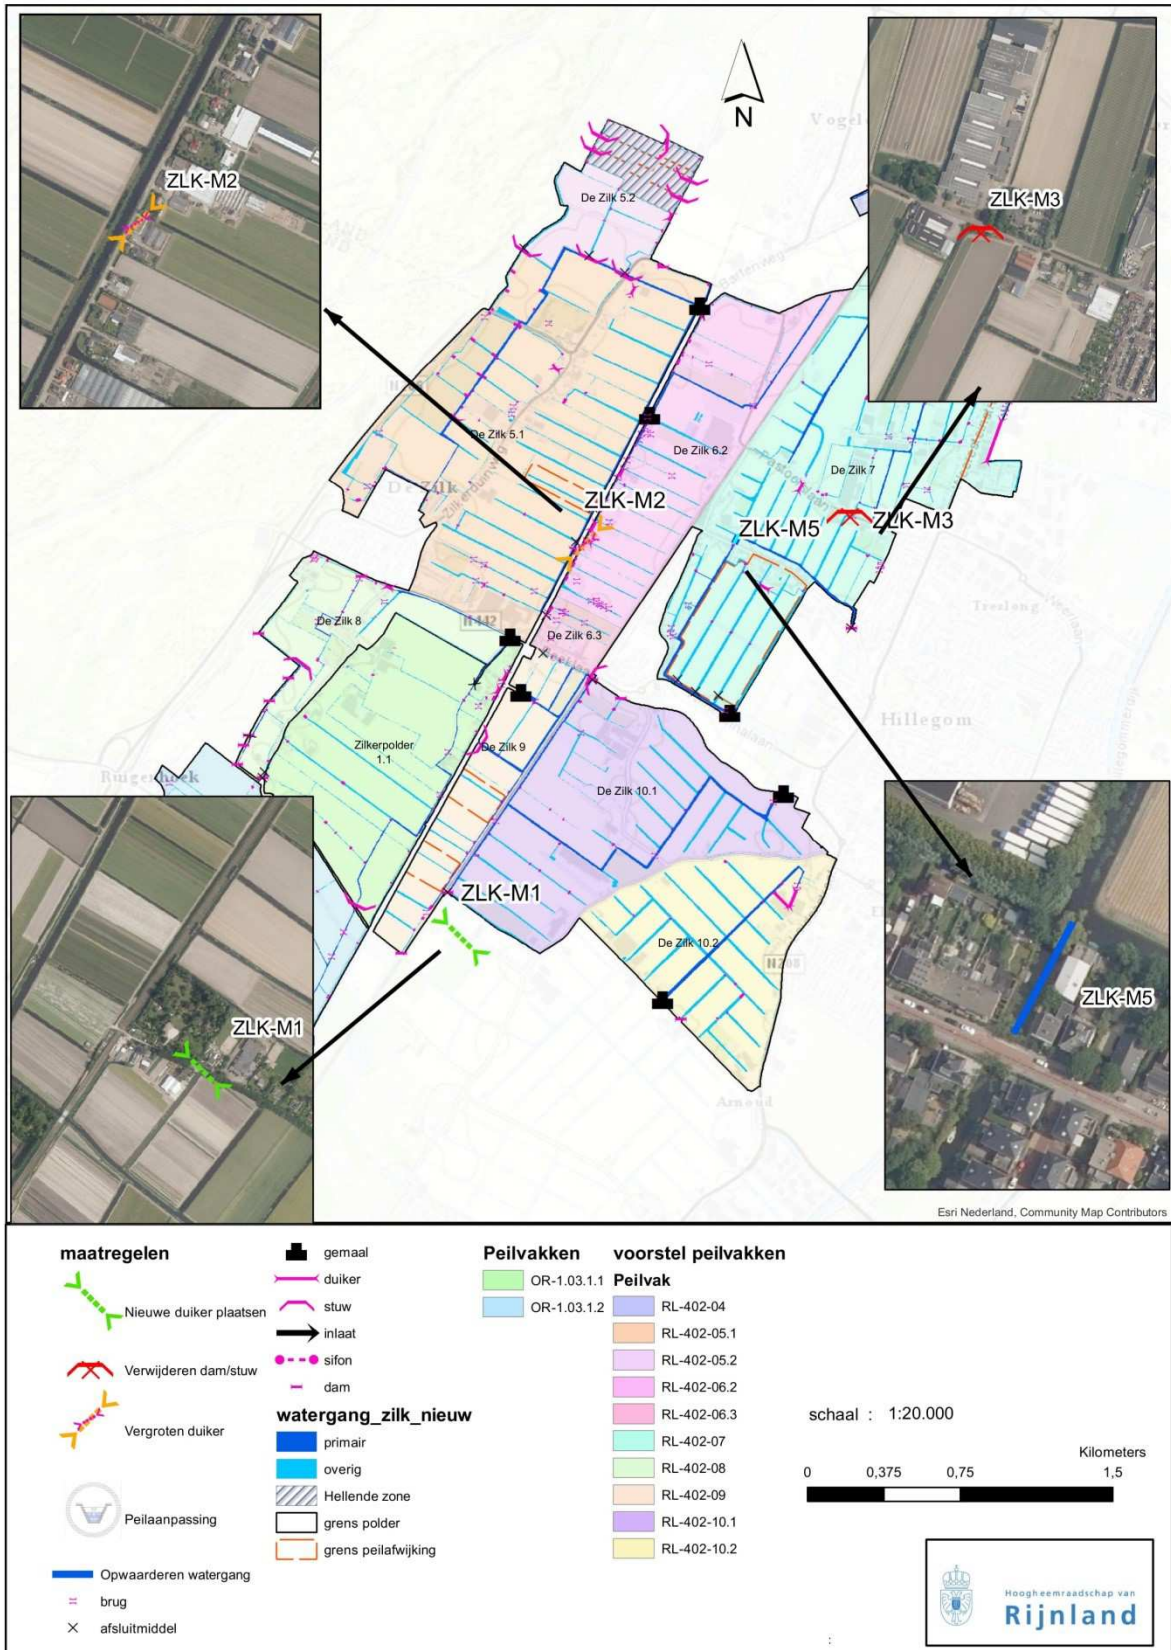 N
Vogel
ZLK-M2
ZLK-M3
De Zilk 5.2
De Zilk 5.1
De Zilk 6.2
De Zilk 7
De Zilk
ZLK-M2
ZLK-M5
ZLK-M3
De Zilk 8
N442
De Zilk 6.3
Treslong
Hillegom
Zilkerpolder
1.1
De Zilk 9
Ruigenhoek
De Zilk 10.1
ZLK-M1
De Zilk 10.2
N208
ZLK-M1
ZLK-M5
Arnoud
Esri Nederland, Community Map Contributors
maatregelen
Nieuwe duiker plaatsen
Verwijderen dam/stuw
Vergroten duiker
Peilaanpassing
Opwaarderen watergang
brug
afsluitmiddel
gemaal
duiker
stuw
inlaat
sifon
dam
watergang_zilk_nieuw
primair
overig
Hellende zone
grens polder
grens peilafwijking
Peilvakken
OR-1.03.1.1
OR-1.03.1.2
voorstel peilvakken
Peilvak
RL-402-04
RL-402-05.1
RL-402-05.2
RL-402-06.2
RL-402-06.3
RL-402-07
RL-402-08
RL-402-09
RL-402-10.1
RL-402-10.2
schaal : 1:20.000
Kilometers
0 0,375 0,75 1,5
Hoogheemraadschap van
Rijnland
: